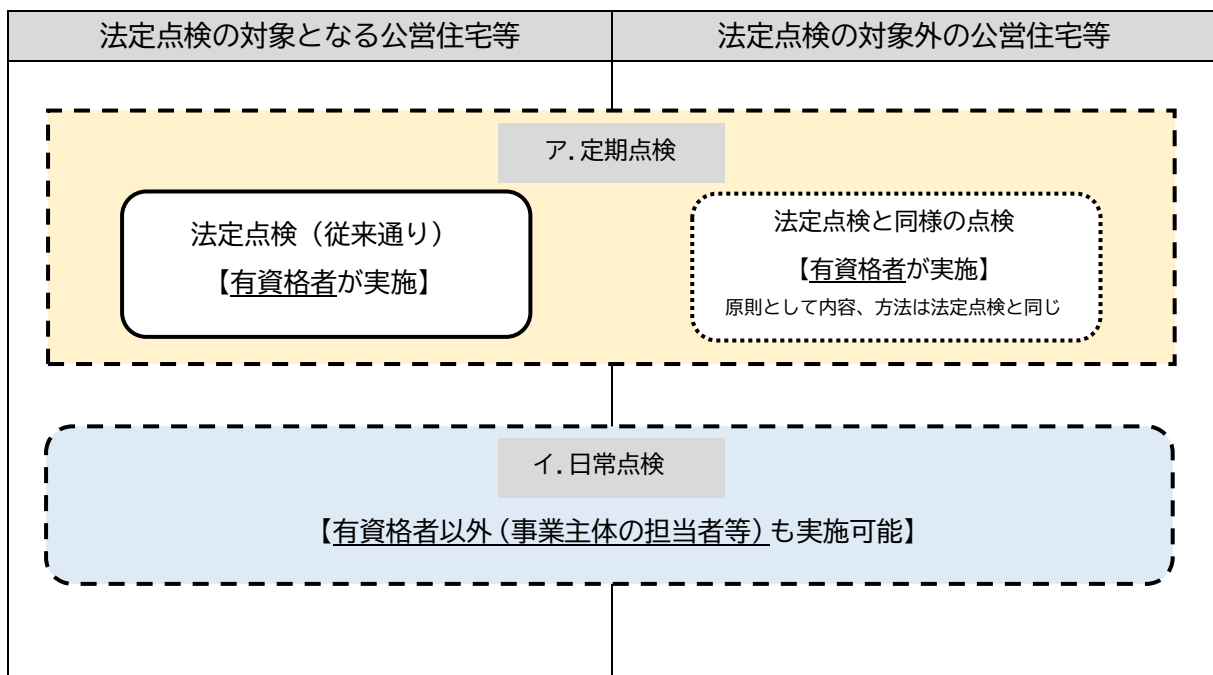 法定点検の対象となる公営住宅等
法定点検の対象外の公営住宅等
ア.定期点検
法定点検（従来通り）
【有資格者が実施】
法定点検と同様の点検
【有資格者が実施】
原則として内容、方法は法定点検と同じ
イ.日常点検
【有資格者以外（事業主体の担当者等）も実施可能】